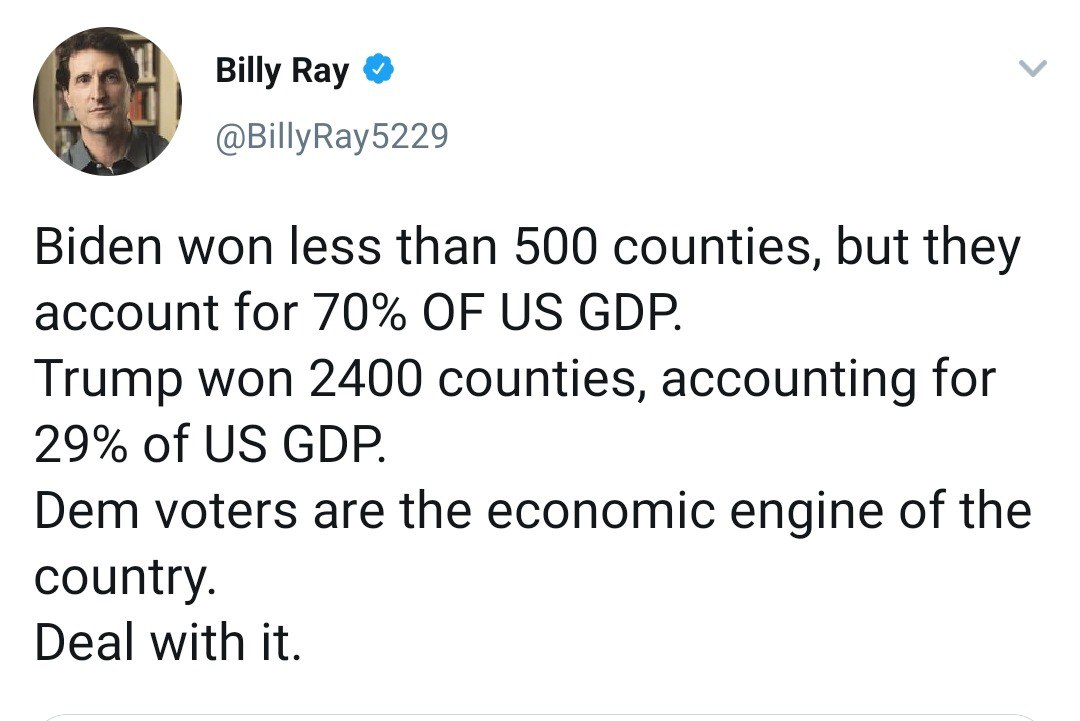 Billy Ray
@BillyRay5229
Biden won less than 500 counties, but they
account for 70% OF US GDP.
Trump won 2400 counties, accounting for
29% of US GDP.
Dem voters are the economic engine of the
country.
Deal with it.